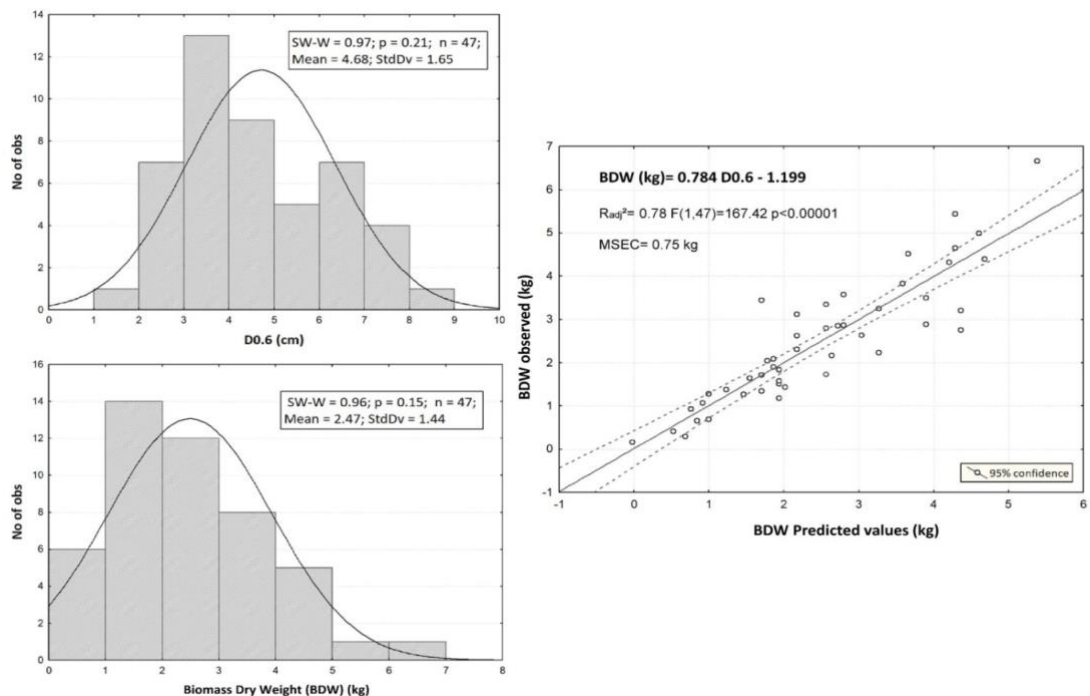 14
12
10
8
6
4
2
0
No of obs
SW-W = 0.97; p = 0.21; n = 47;
Mean = 4.68; StdDv = 1.65
0 1 2 3 4 5 6 7 8 9 10
D0.6 (cm)
16
14
12
10
8
6
4
2
0
No of obs
SW-W = 0.96; p = 0.15; n = 47;
Mean = 2.47; StdDv = 1.44
0 1 2 3 4 5 6 7 8
Biomass Dry Weight (BDW) (kg)
7
6
5
4
3
2
1
0
-1
BDW observed (kg)
BDW (kg)= 0.784 D0.6 - 1.199
Radj²= 0.78 F(1,47)=167.42 p<0.00001
MSEC= 0.75 kg
95% confidence
-1 0 1 2 3 4 5 6
BDW Predicted values (kg)